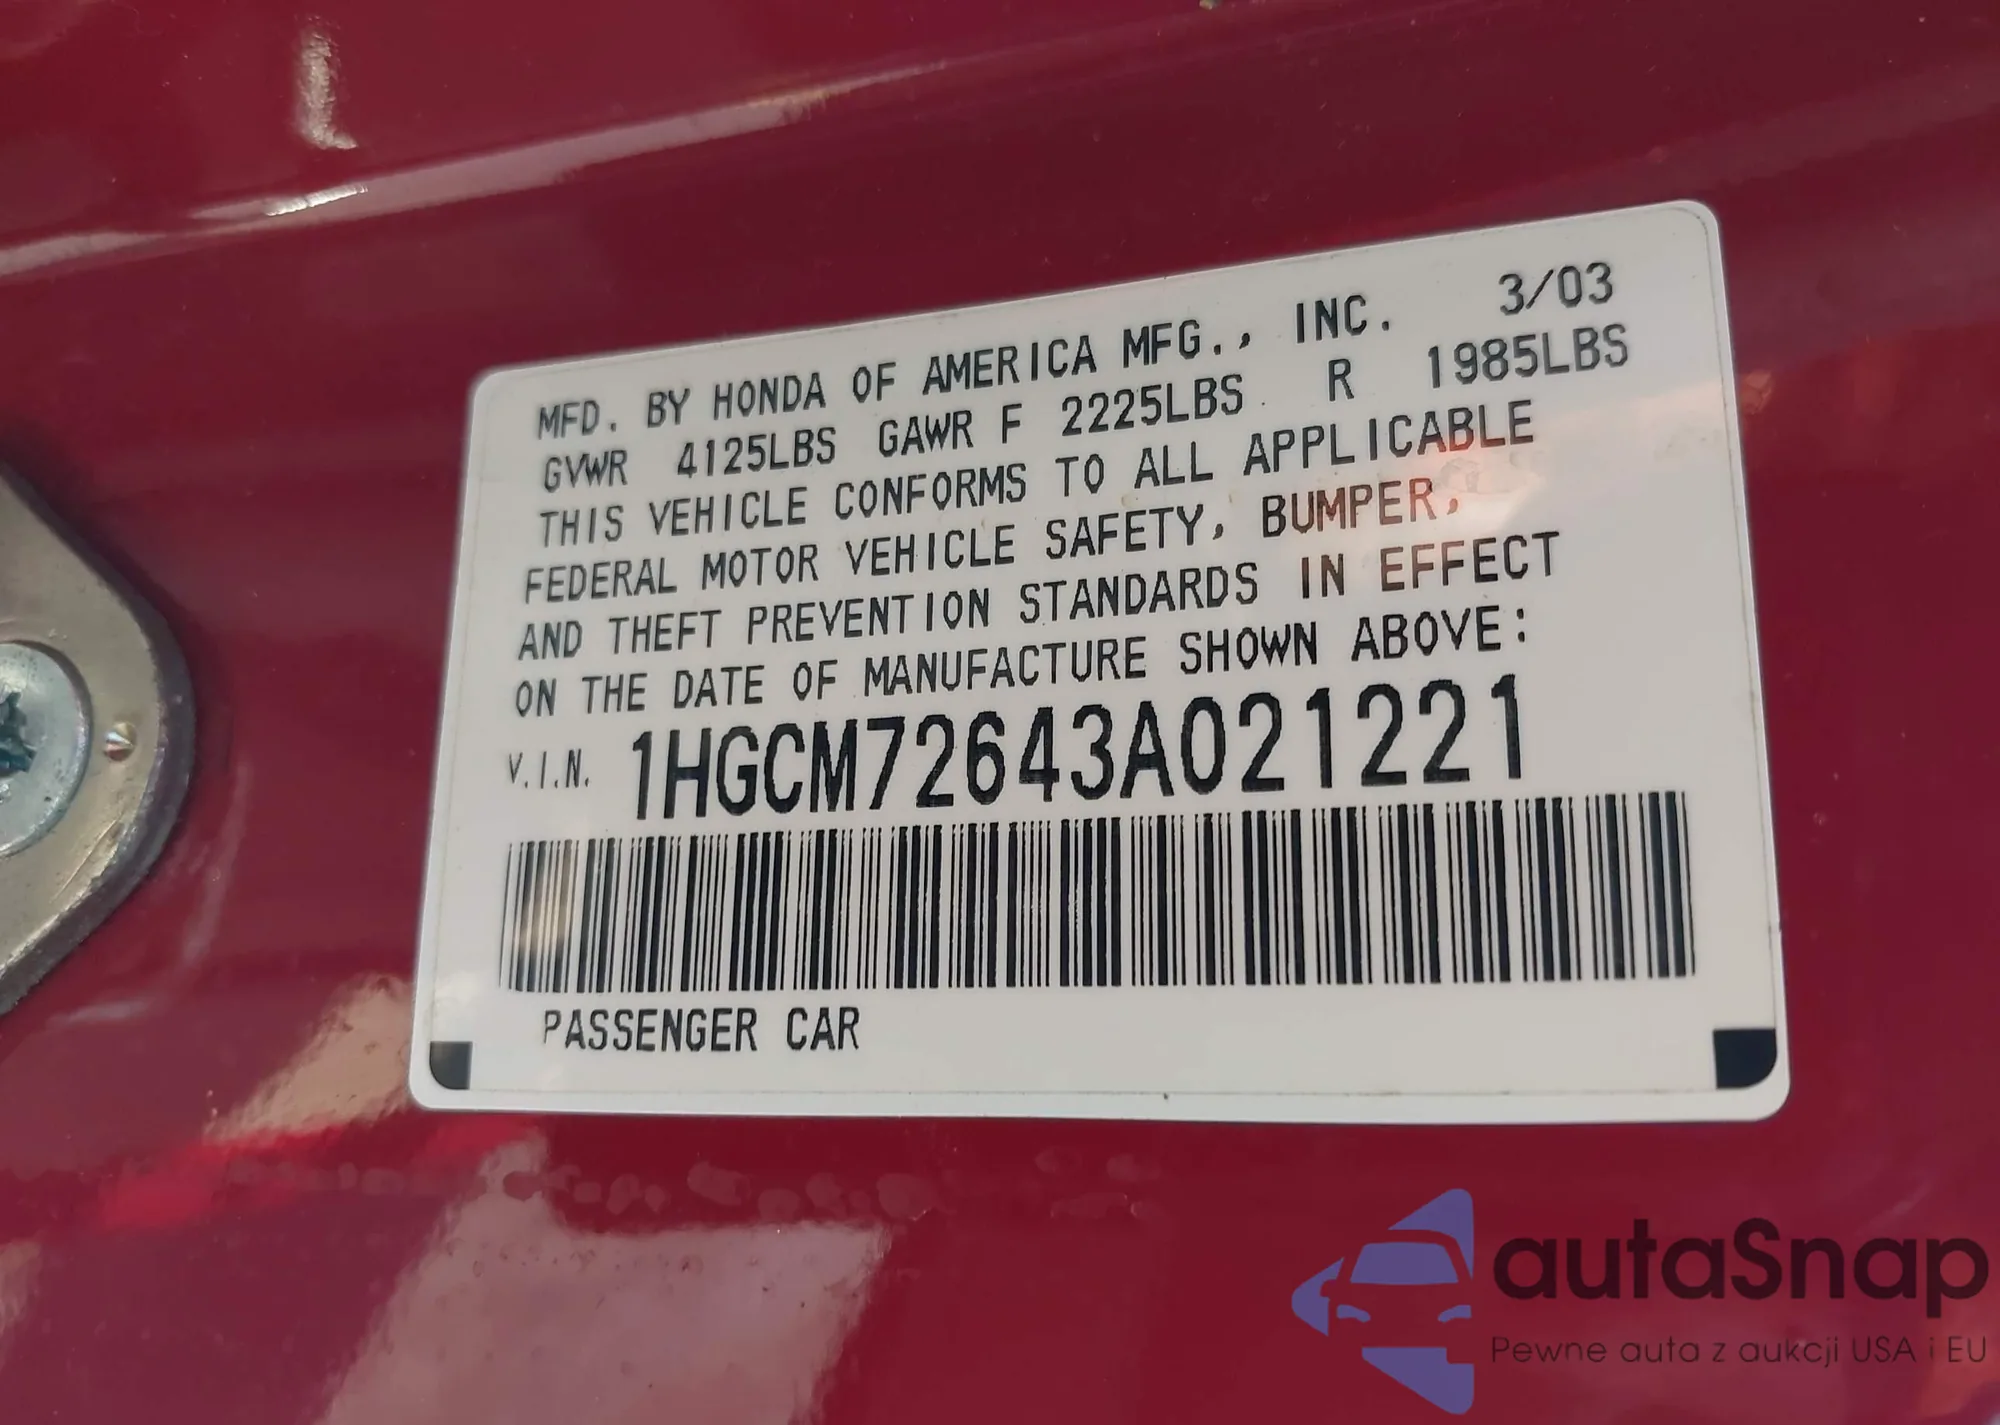 MFD. BY HONDA OF AMERICA MFG., INC. 3/03
GVWR 4125LBS GAWR F 2225LBS R 1985LBS
THIS VEHICLE CONFORMS TO ALL APPLICABLE
FEDERAL MOTOR VEHICLE SAFETY, BUMPER,
AND THEFT PREVENTION STANDARDS IN EFFECT
ON THE DATE OF MANUFACTURE SHOWN ABOVE:
V.I.N. 1HGCM72643A021221
PASSENGER CAR
autaSnap
Pewne auta z aukcji USA i EU